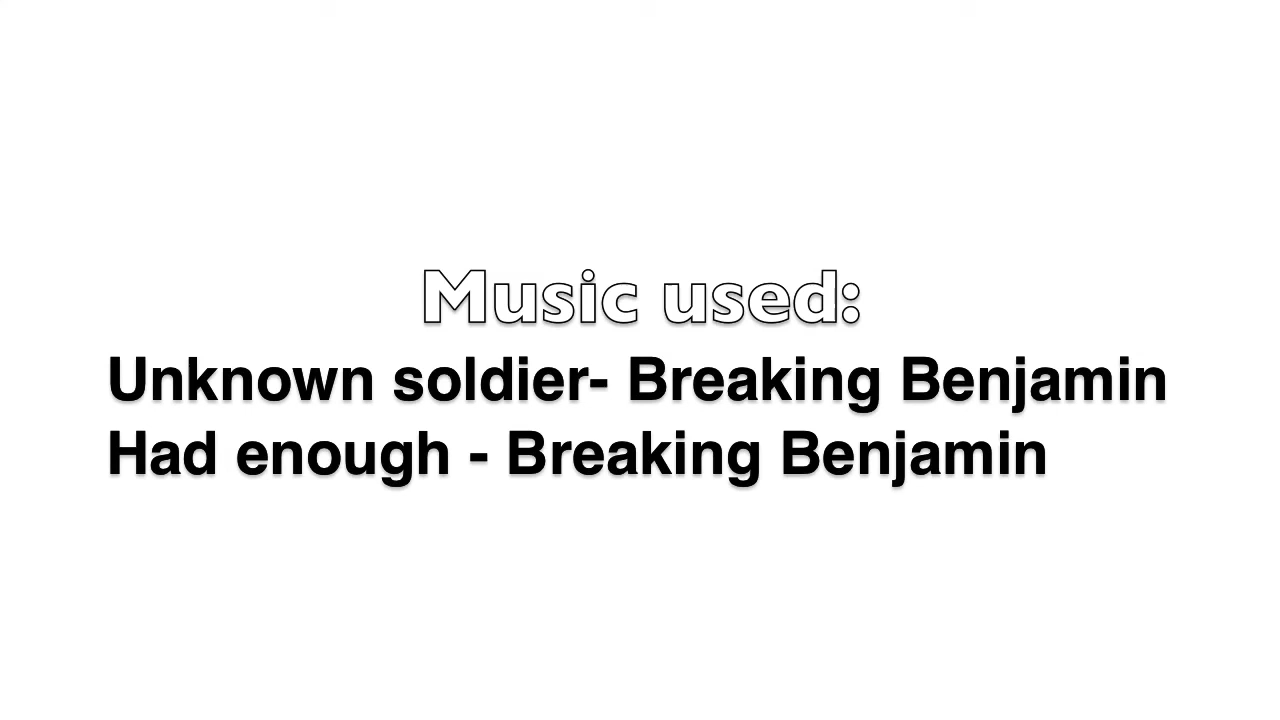 Music used:
Unknown soldier- Breaking Benjamin
Had enough - Breaking Benjamin